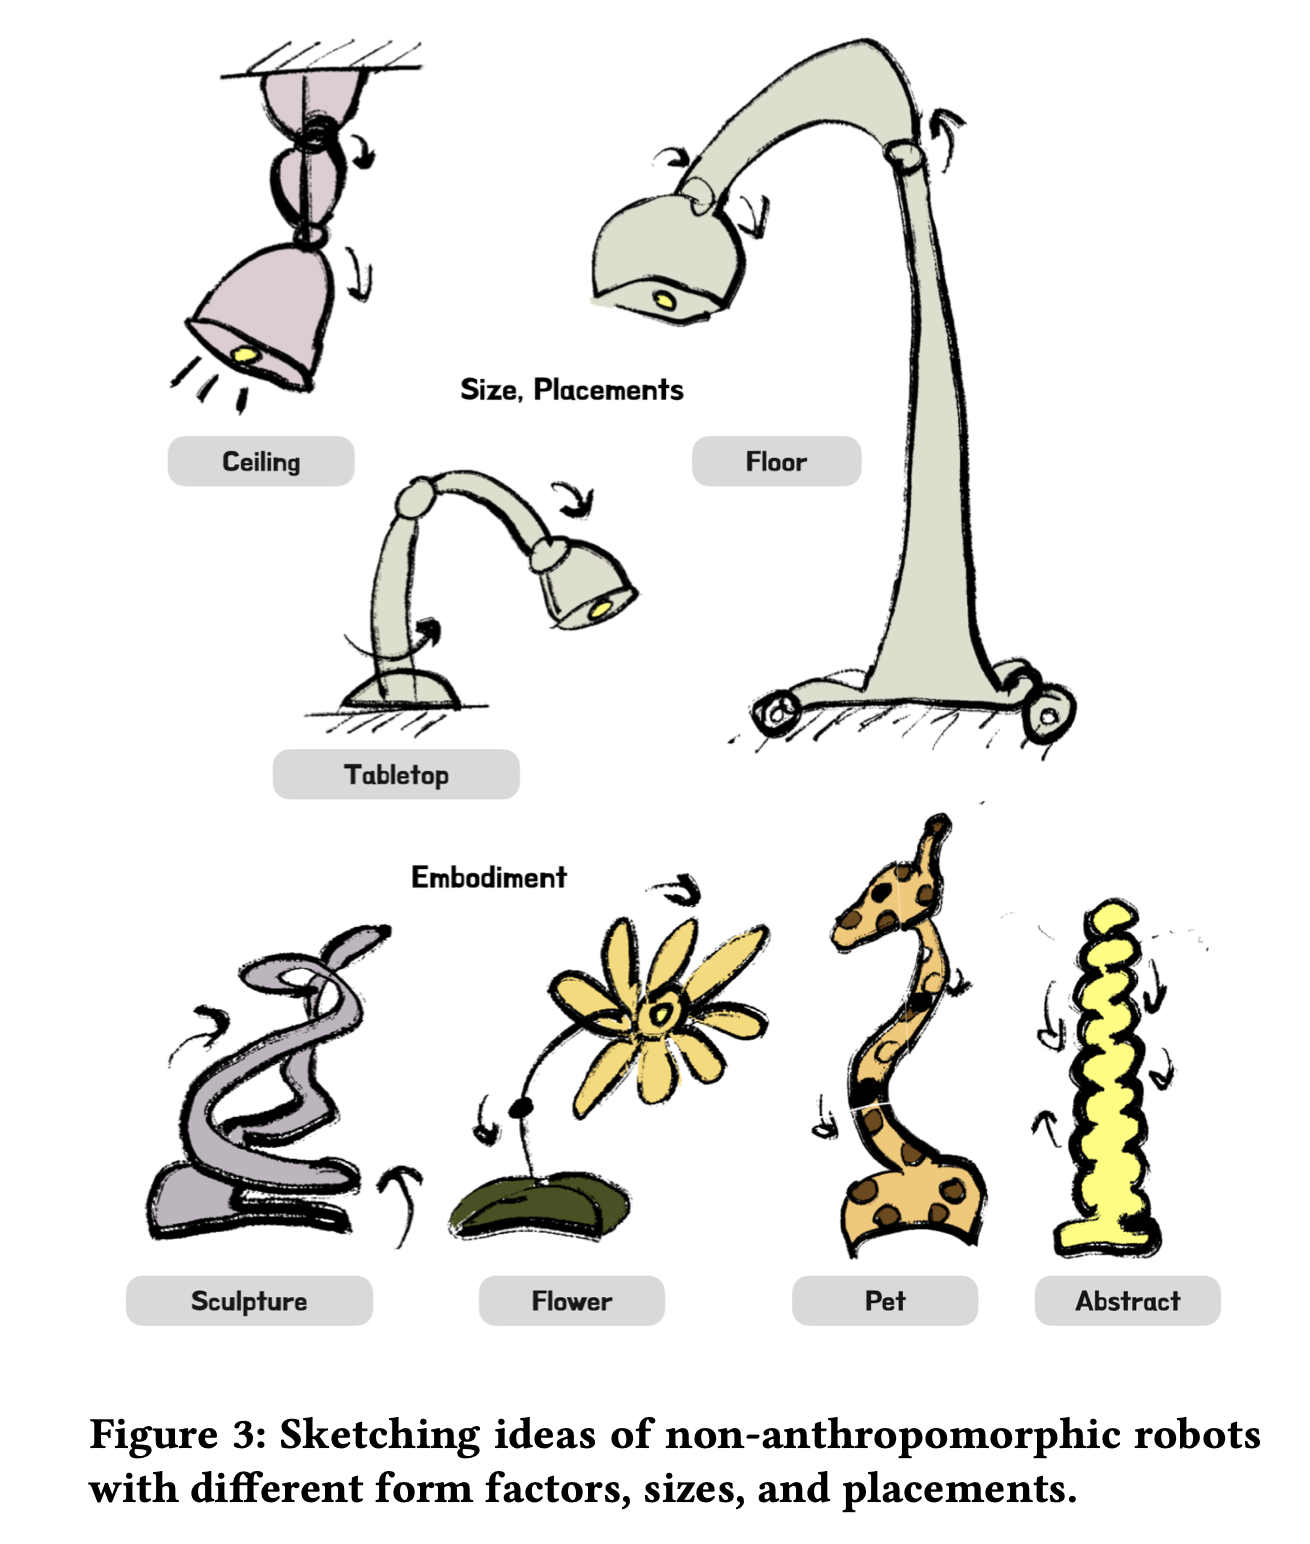 Size, Placements
Ceiling
Floor
Tabletop
Embodiment
Sculpture
Flower
Pet
Abstract
Figure 3: Sketching ideas of non-anthropomorphic robots
with different form factors, sizes, and placements.